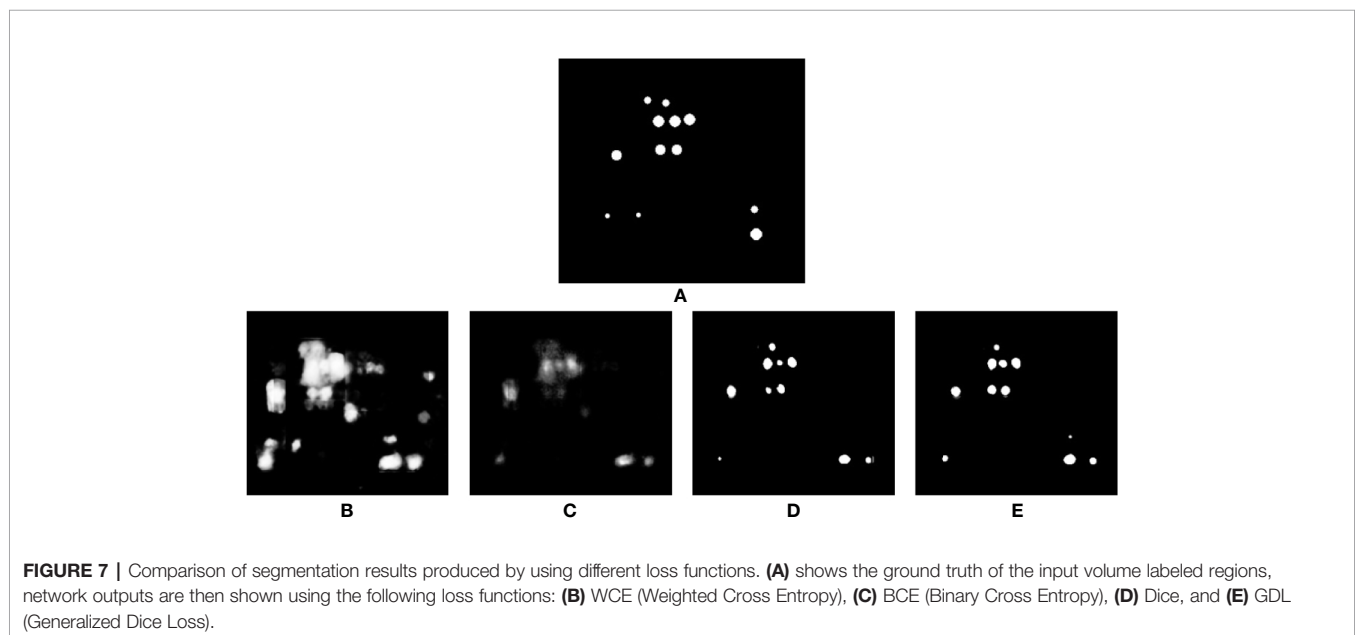 A
B
C
D
E
FIGURE 7 | Comparison of segmentation results produced by using different loss functions. (A) shows the ground truth of the input volume labeled regions,
network outputs are then shown using the following loss functions: (B) WCE (Weighted Cross Entropy), (C) BCE (Binary Cross Entropy), (D) Dice, and (E) GDL
(Generalized Dice Loss).